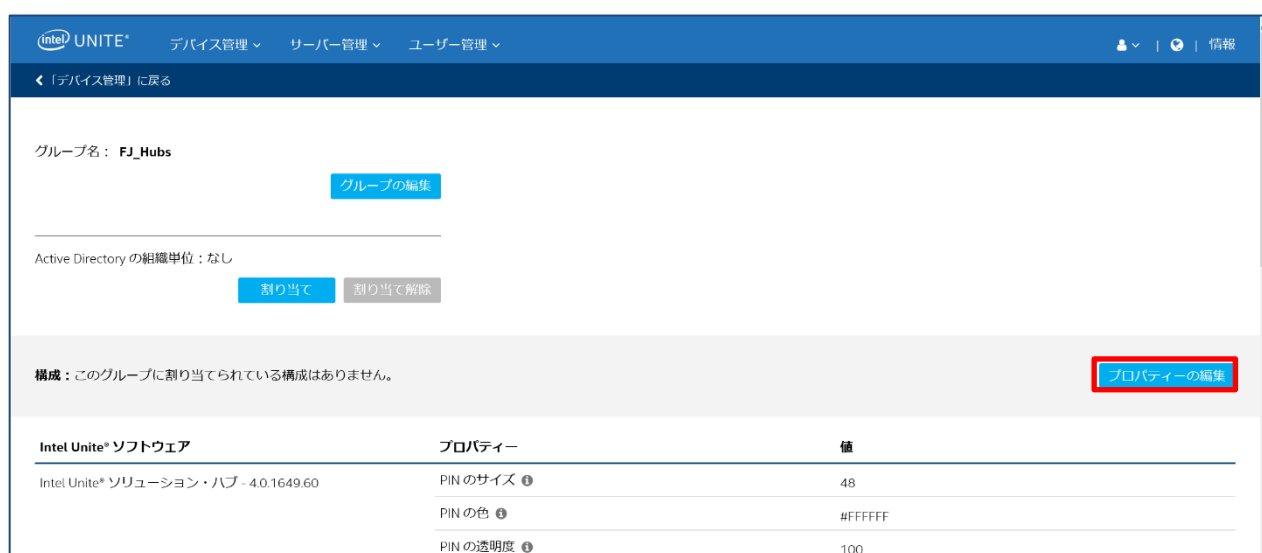 intel UNITE® デバイス管理 サーバー管理 ユーザー管理 | | 情報
「デバイス管理」に戻る
グループ名： FJ_Hubs
グループの編集
Active Directory の組織単位：なし
割り当て 割り当て解除
構成：このグループに割り当てられている構成はありません。 プロパティーの編集
Intel Unite® ソフトウェア プロパティー 値
Intel Unite® ソリューション・ハブ - 4.0.1649.60 PIN のサイズ 48
PIN の色 #FFFFFF
PIN の透明度 100